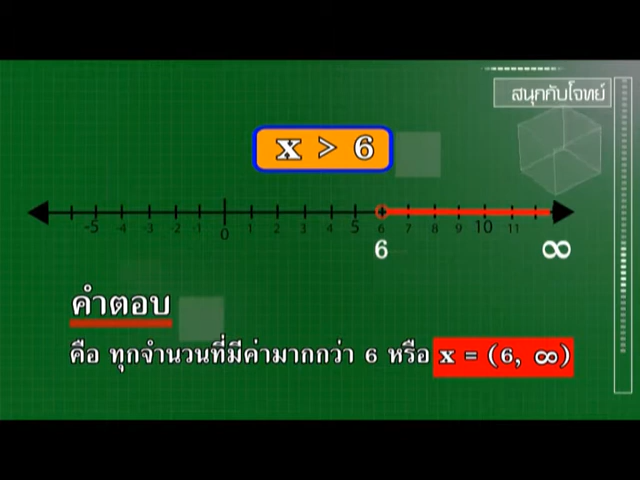 สนุกกับโจทย์
x > 6
-5 -4 -3 -2 -1 0 1 2 3 4 5 6 7 8 9 10 11
6 ∞
คำตอบ
คือ ทุกจำนวนที่มีค่ามากกว่า 6 หรือ x = (6, ∞)